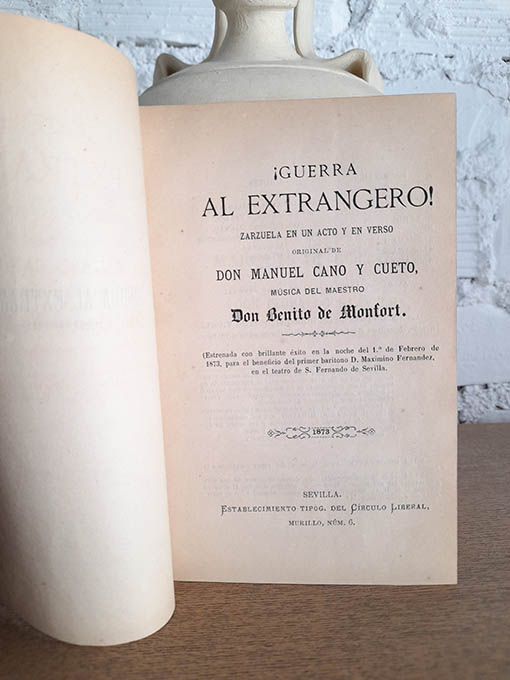 ¡GUERRA
AL EXTRANGERO!
ZARZUELA EN UN ACTO Y EN VERSO
ORIGINAL DE
DON MANUEL CANO Y CUETO,
MÚSICA DEL MAESTRO
Don Benito de Monfort.
(Estrenada con brillante éxito en la noche del 1.º de Febrero de
1873, para el beneficio del primer barítono D. Maximino Fernandez,
en el teatro de S. Fernando de Sevilla.
1873
SEVILLA.
Establecimiento tipog. del Círculo Liberal,
MURILLO, NÚM. 6.